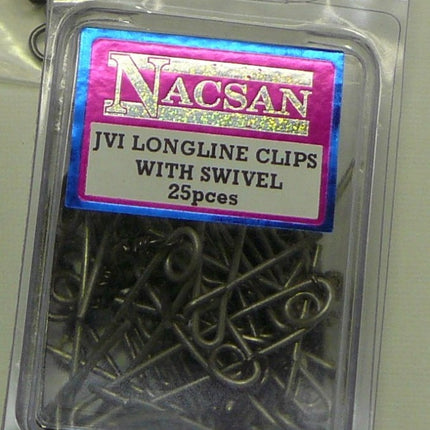 NACSAN
JVI LONGLINE CLIPS
WITH SWIVEL
25pces